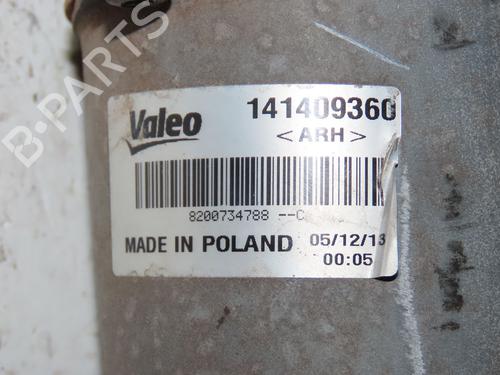 B-PARTS
Valeo
141409360
<ARH>
8200734788 --C
MADE IN POLAND
05/12/13
00:05